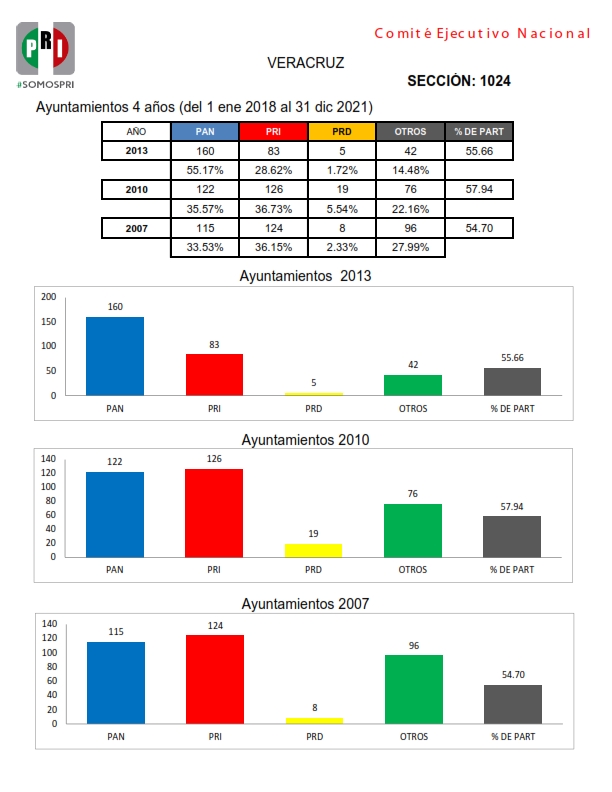 Comité Ejecutivo Nacional
PRI
#SOMOSPRI
VERACRUZ
SECCIÓN: 1024
Ayuntamientos 4 años (del 1 ene 2018 al 31 dic 2021)
AÑO PAN PRI PRD OTROS % DE PART
2013 160 83 5 42 55.66
55.17% 28.62% 1.72% 14.48%
2010 122 126 19 76 57.94
35.57% 36.73% 5.54% 22.16%
2007 115 124 8 96 54.70
33.53% 36.15% 2.33% 27.99%
Ayuntamientos 2013
200
150
100
50
0
160 83 5 42 55.66
PAN PRI PRD OTROS % DE PART
Ayuntamientos 2010
140
120
100
80
60
40
20
0
122 126 19 76 57.94
PAN PRI PRD OTROS % DE PART
Ayuntamientos 2007
140
120
100
80
60
40
20
0
115 124 8 96 54.70
PAN PRI PRD OTROS % DE PART